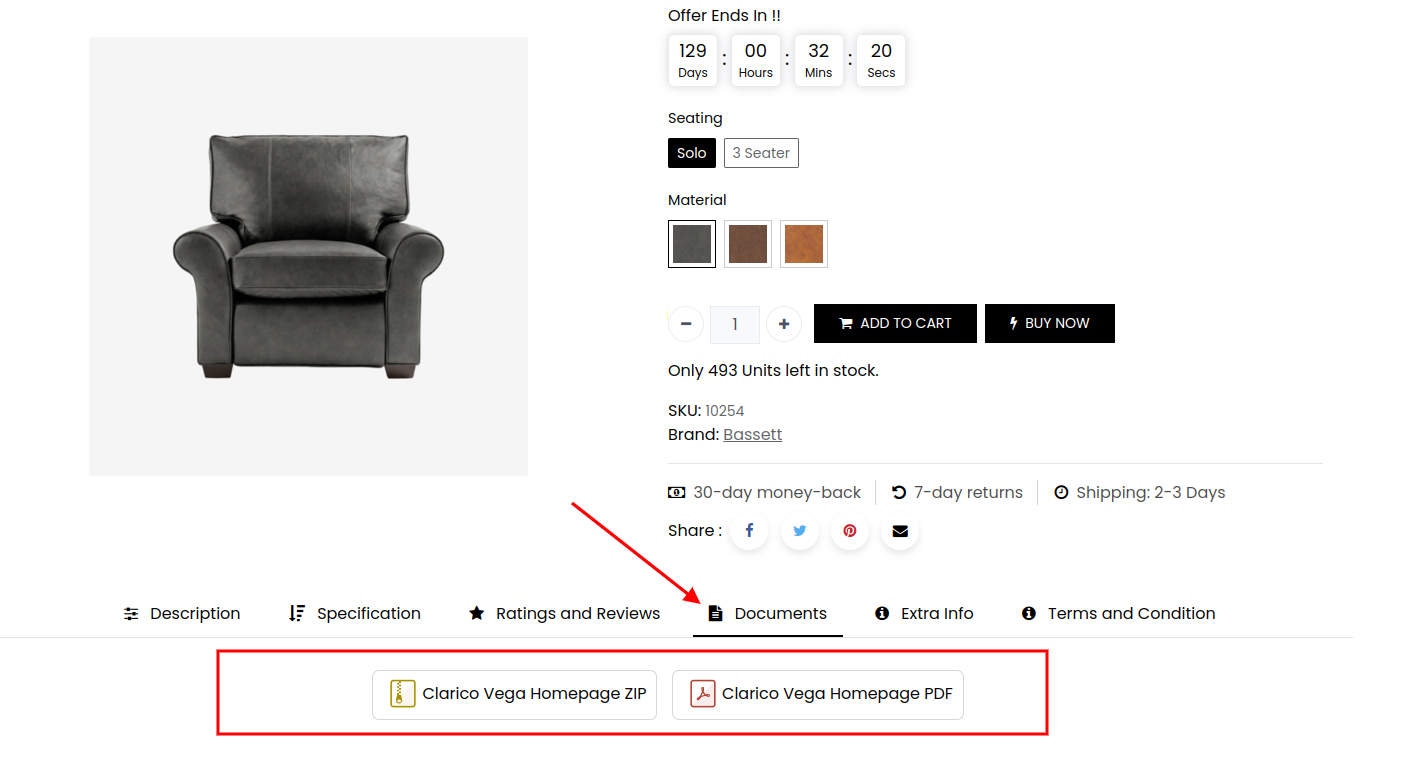 Offer Ends In !!
129 : 00 : 32 : 20
Days Hours Mins Secs
Seating
Solo 3 Seater
Material
1 ADD TO CART BUY NOW
Only 493 Units left in stock.
SKU: 10254
Brand: Bassett
30-day money-back 7-day returns Shipping: 2-3 Days
Share :
Description Specification Ratings and Reviews Documents Extra Info Terms and Condition
Clarico Vega Homepage ZIP Clarico Vega Homepage PDF